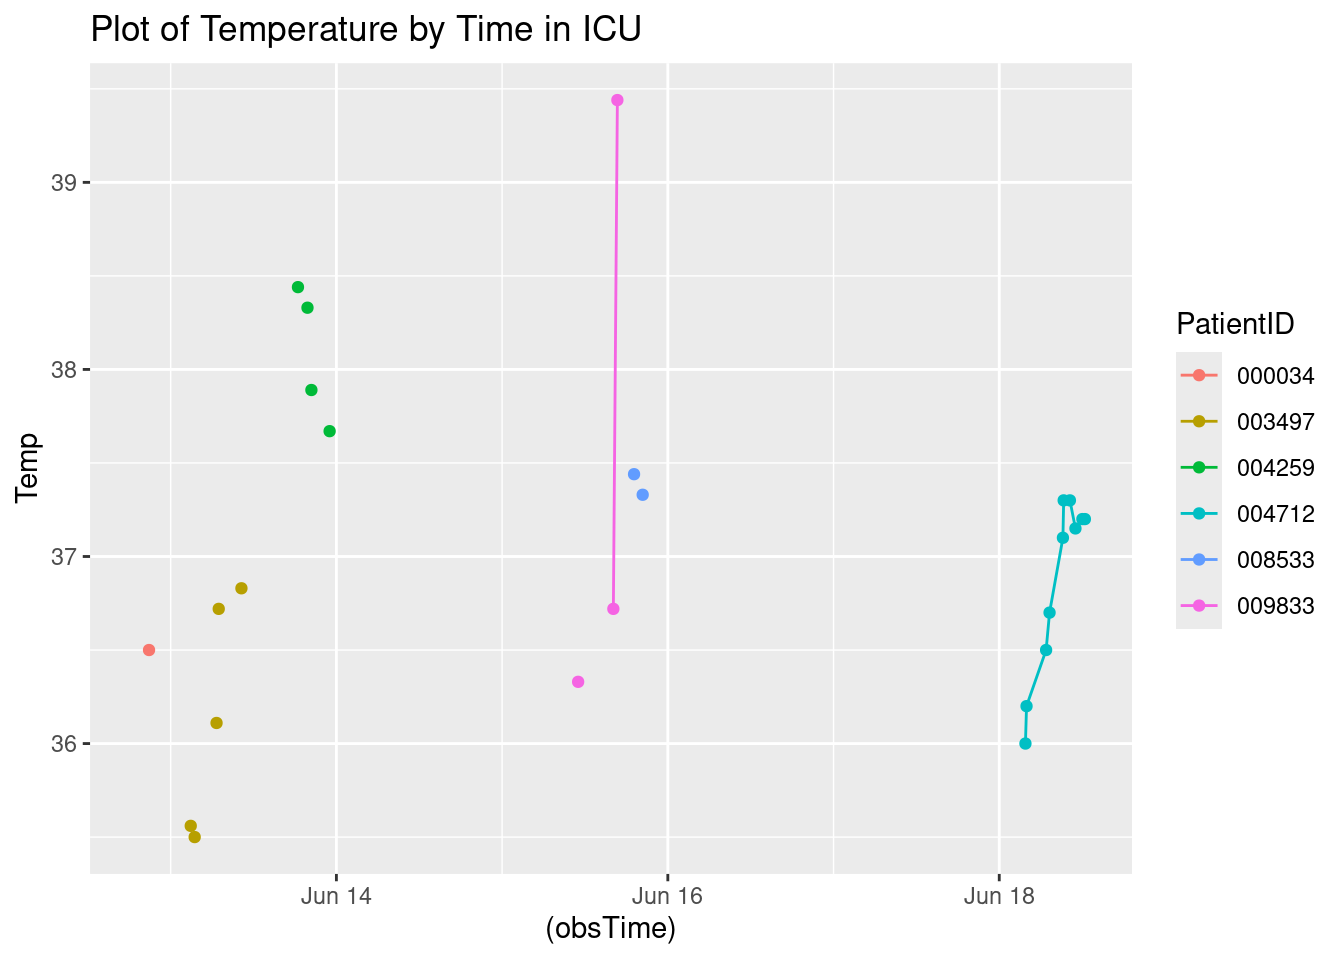 Plot of Temperature by Time in ICU
39
38
37
36
Temp
Jun 14
Jun 16
Jun 18
(obsTime)
PatientID
000034
003497
004259
004712
008533
009833